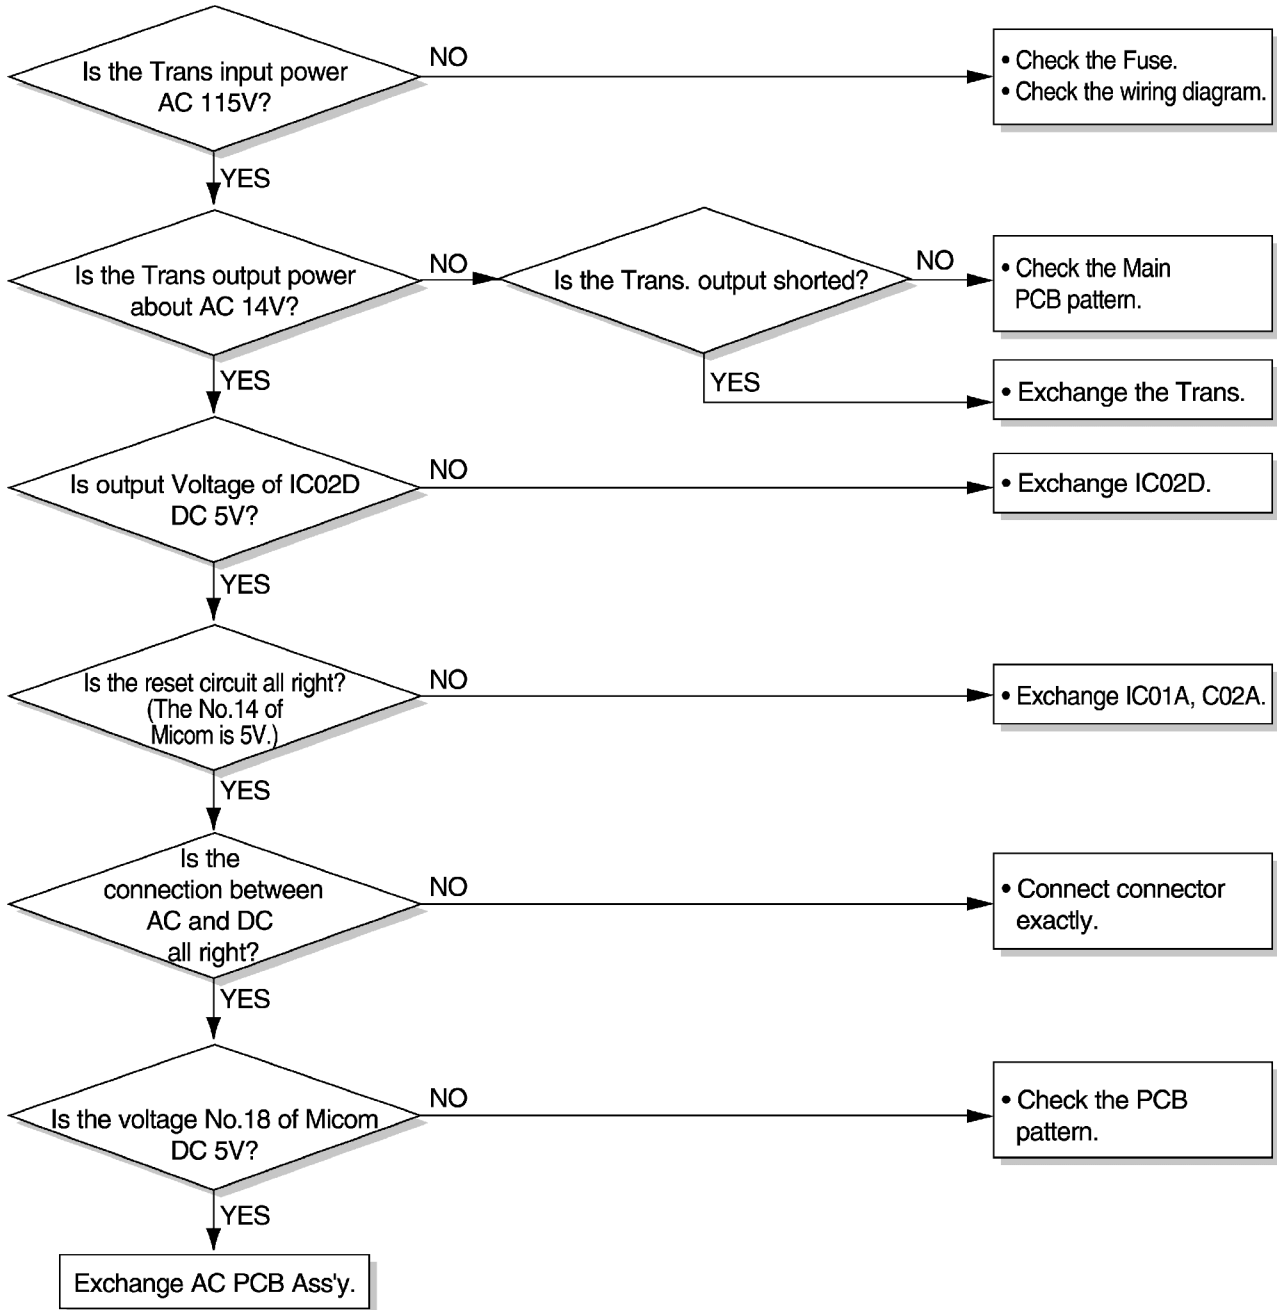 Is the Trans input power
AC 115V?
NO
• Check the Fuse.
• Check the wiring diagram.
YES
Is the Trans output power
about AC 14V?
NO
Is the Trans. output shorted?
NO
• Check the Main
PCB pattern.
YES
YES
• Exchange the Trans.
Is output Voltage of IC02D
DC 5V?
NO
• Exchange IC02D.
YES
Is the reset circuit all right?
(The No.14 of
Micom is 5V.)
NO
• Exchange IC01A, C02A.
YES
Is the
connection between
AC and DC
all right?
NO
• Connect connector
exactly.
YES
Is the voltage No.18 of Micom
DC 5V?
NO
• Check the PCB
pattern.
YES
Exchange AC PCB Ass'y.